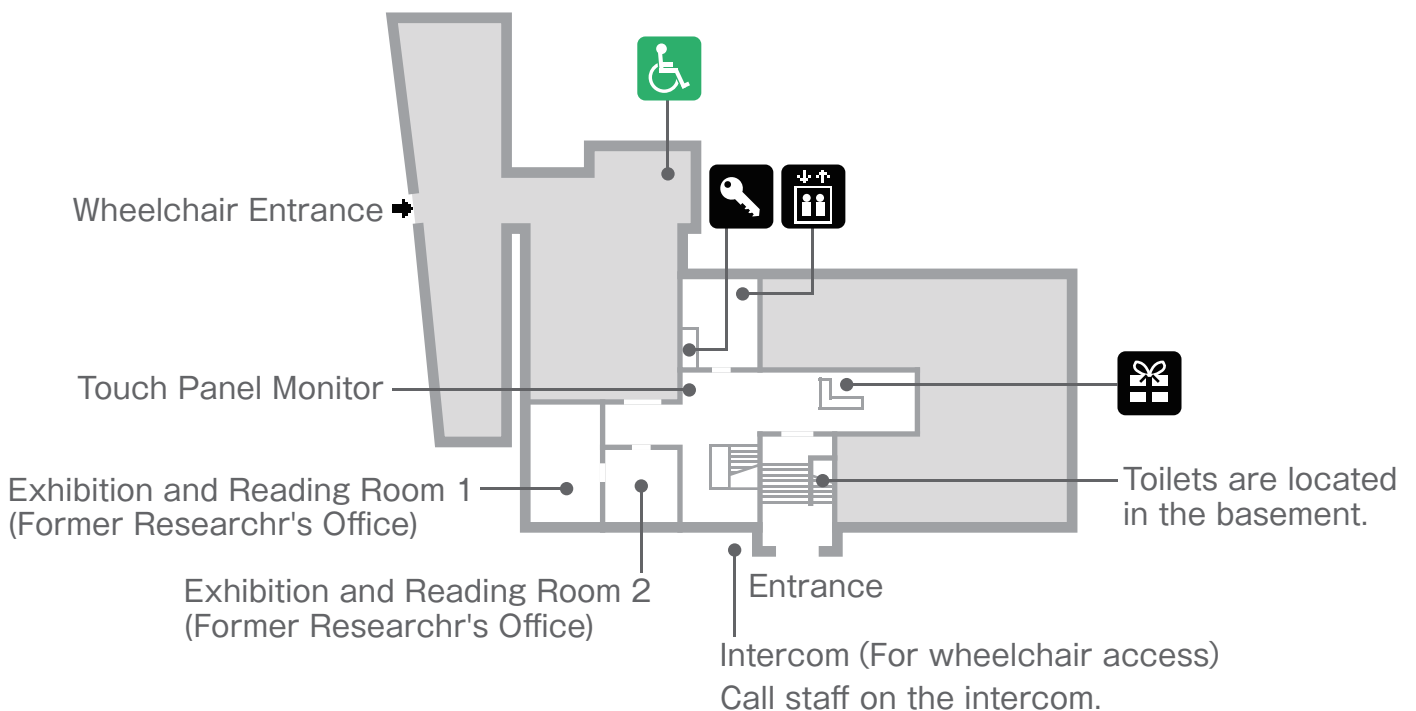 Wheelchair Entrance
Touch Panel Monitor
Exhibition and Reading Room 1
(Former Researchr's Office)
Toilets are located
in the basement.
Exhibition and Reading Room 2
(Former Researchr's Office)
Entrance
Intercom (For wheelchair access)
Call staff on the intercom.